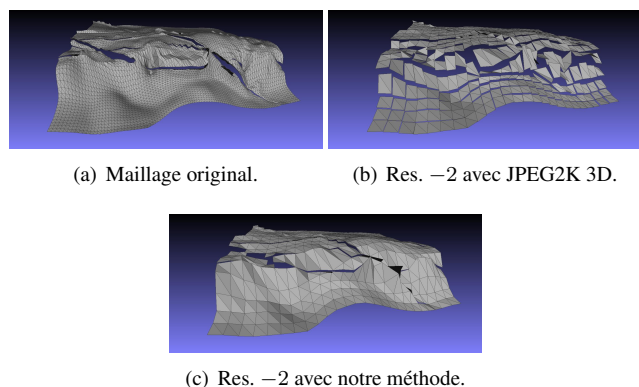 (a) Maillage original.
(b) Res. −2 avec JPEG2K 3D.
(c) Res. −2 avec notre méthode.